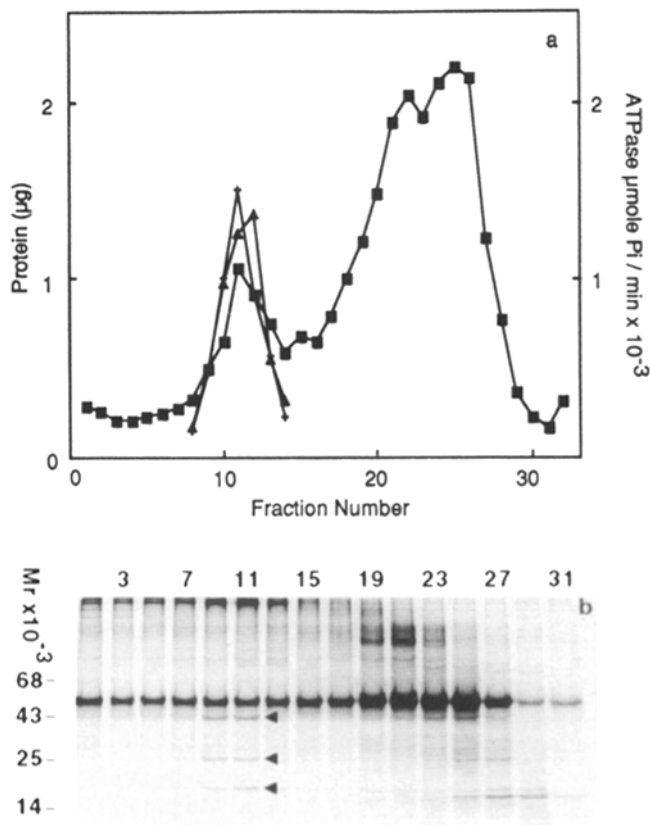 a
2
1
0
Protein (µg)
2
1
ATPase µmole Pi / min x 10⁻³
0 10 20 30
Fraction Number
3 7 11 15 19 23 27 31
b
Mr x10⁻³
68
43
25
14